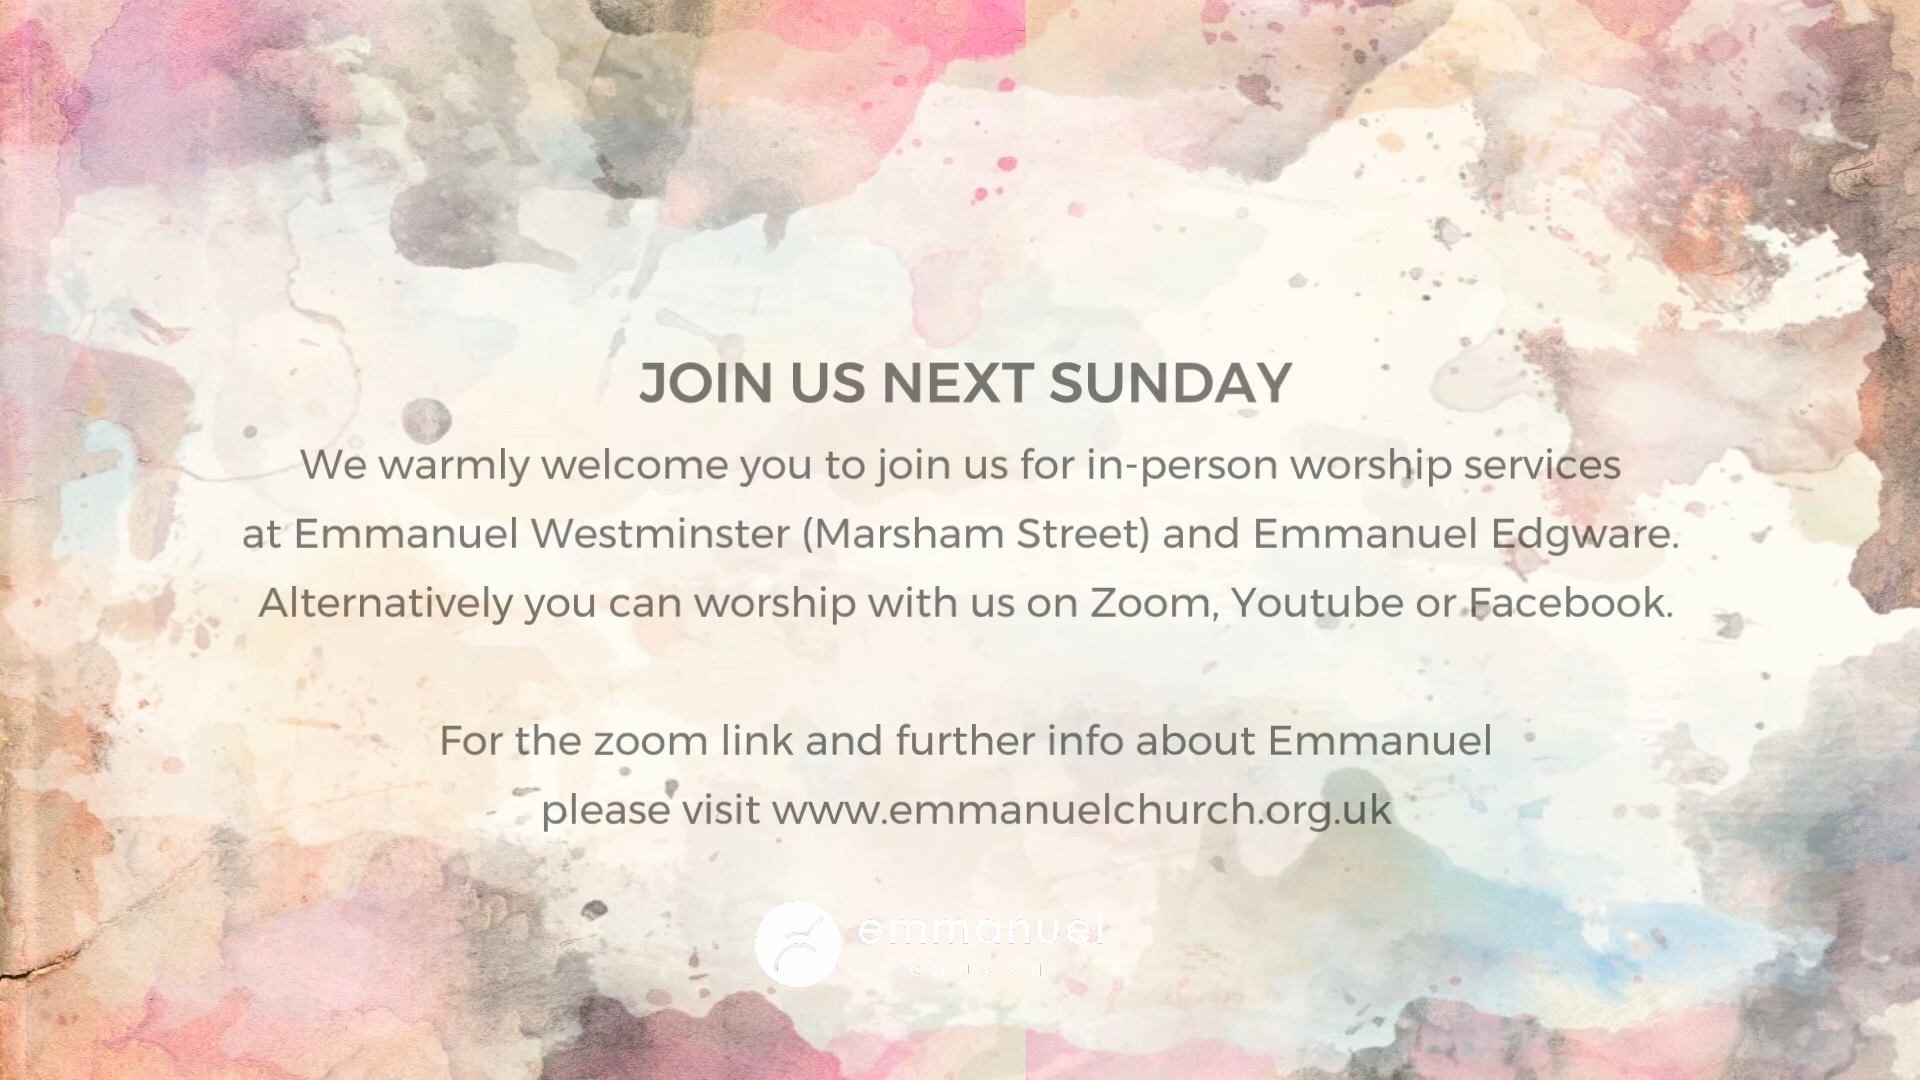 JOIN US NEXT SUNDAY
We warmly welcome you to join us for in-person worship services
at Emmanuel Westminster (Marsham Street) and Emmanuel Edgware.
Alternatively you can worship with us on Zoom, Youtube or Facebook.
For the zoom link and further info about Emmanuel
please visit www.emmanuelchurch.org.uk
emmanuel
CHURCH